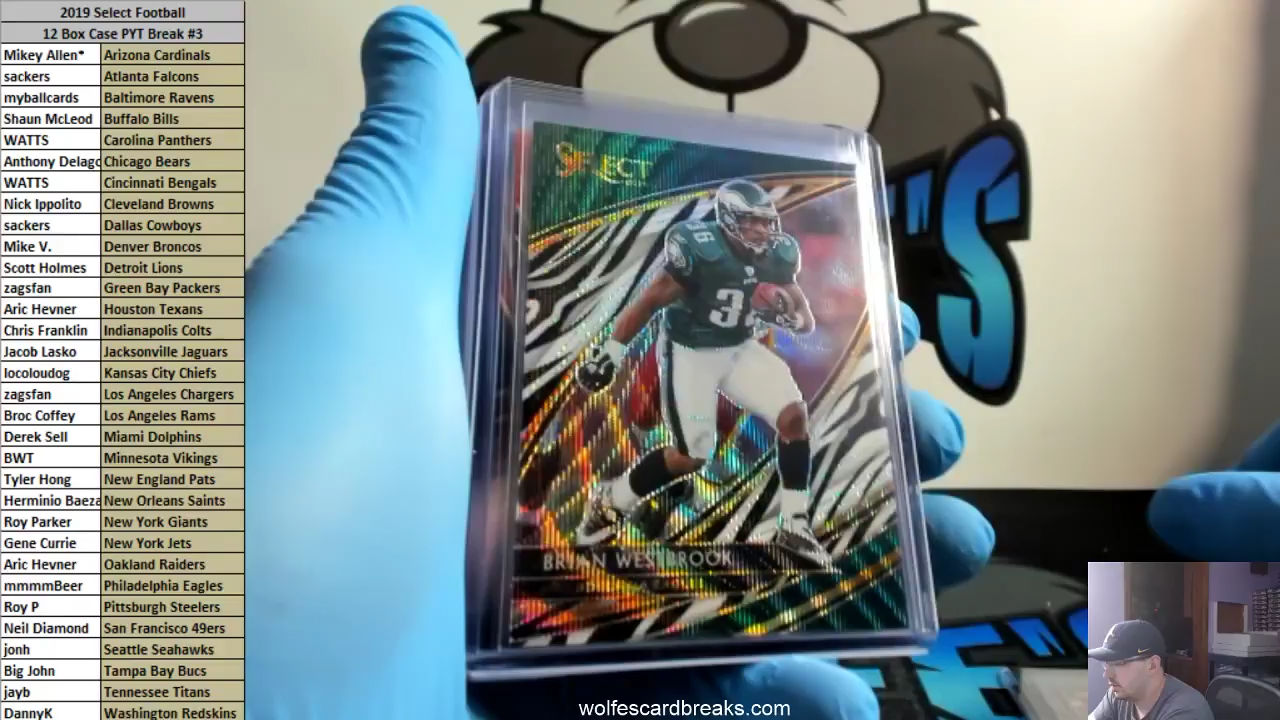 2019 Select Football
12 Box Case PYT Break #3
Mikey Allen* Arizona Cardinals
sackers Atlanta Falcons
myballcards Baltimore Ravens
Shaun McLeod Buffalo Bills
WATTS Carolina Panthers
Anthony Delago Chicago Bears
WATTS Cincinnati Bengals
Nick Ippolito Cleveland Browns
sackers Dallas Cowboys
Mike V. Denver Broncos
Scott Holmes Detroit Lions
zagsfan Green Bay Packers
Aric Hevner Houston Texans
Chris Franklin Indianapolis Colts
Jacob Lasko Jacksonville Jaguars
locoloudog Kansas City Chiefs
zagsfan Los Angeles Chargers
Broc Coffey Los Angeles Rams
Derek Sell Miami Dolphins
BWT Minnesota Vikings
Tyler Hong New England Pats
Herminio Baeza New Orleans Saints
Roy Parker New York Giants
Gene Currie New York Jets
Aric Hevner Oakland Raiders
mmmmBeer Philadelphia Eagles
Roy P Pittsburgh Steelers
Neil Diamond San Francisco 49ers
jonh Seattle Seahawks
Big John Tampa Bay Bucs
jayb Tennessee Titans
DannyK Washington Redskins
SELECT
36
BRIAN WESTBROOK
'S
wolfescardbreaks.com